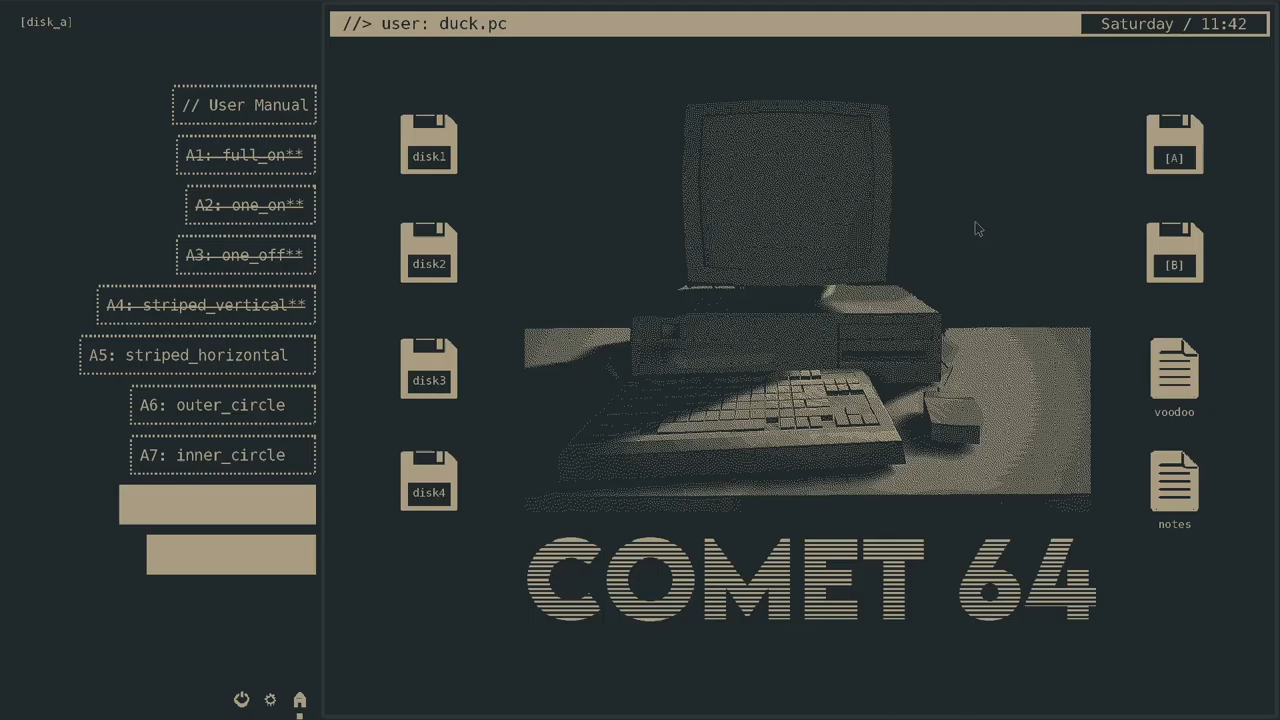 [disk_a]
//> user: duck.pc
Saturday / 11:42
// User Manual
A1: full_on**
A2: one_on**
A3: one_off**
A4: striped_vertical**
A5: striped_horizontal
A6: outer_circle
A7: inner_circle
disk1
disk2
disk3
disk4
[A]
[B]
voodoo
notes
COMET 64